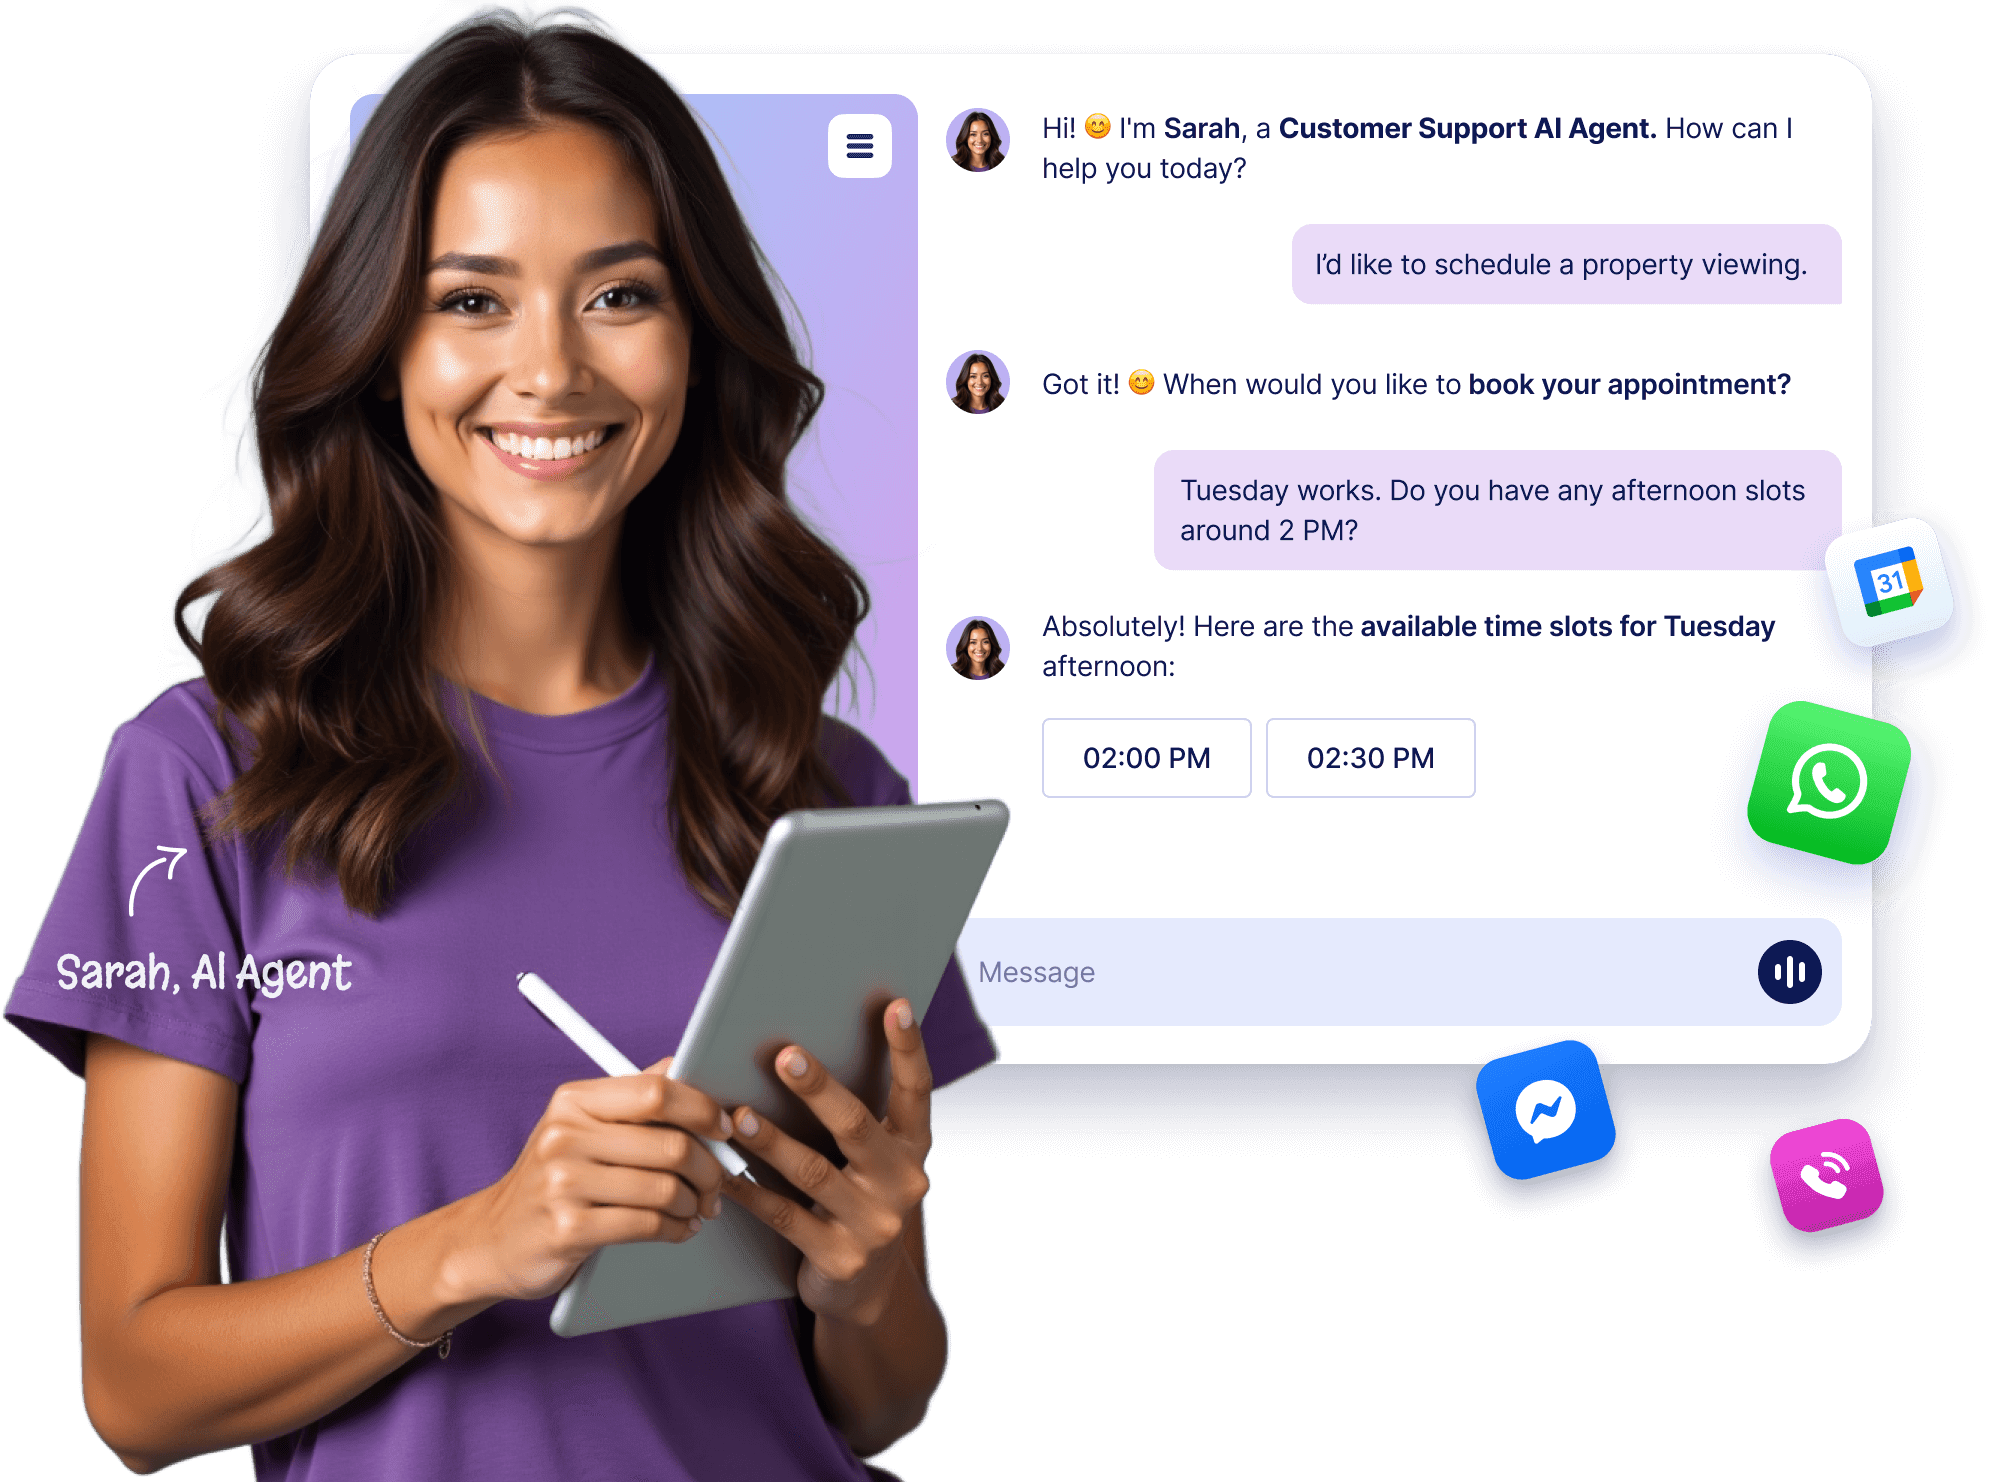 Hi! 😊 I'm Sarah, a Customer Support AI Agent. How can I
help you today?
I’d like to schedule a property viewing.
Got it! 😊 When would you like to book your appointment?
Tuesday works. Do you have any afternoon slots
around 2 PM?
Absolutely! Here are the available time slots for Tuesday
afternoon:
02:00 PM
02:30 PM
Message
Sarah, AI Agent
31